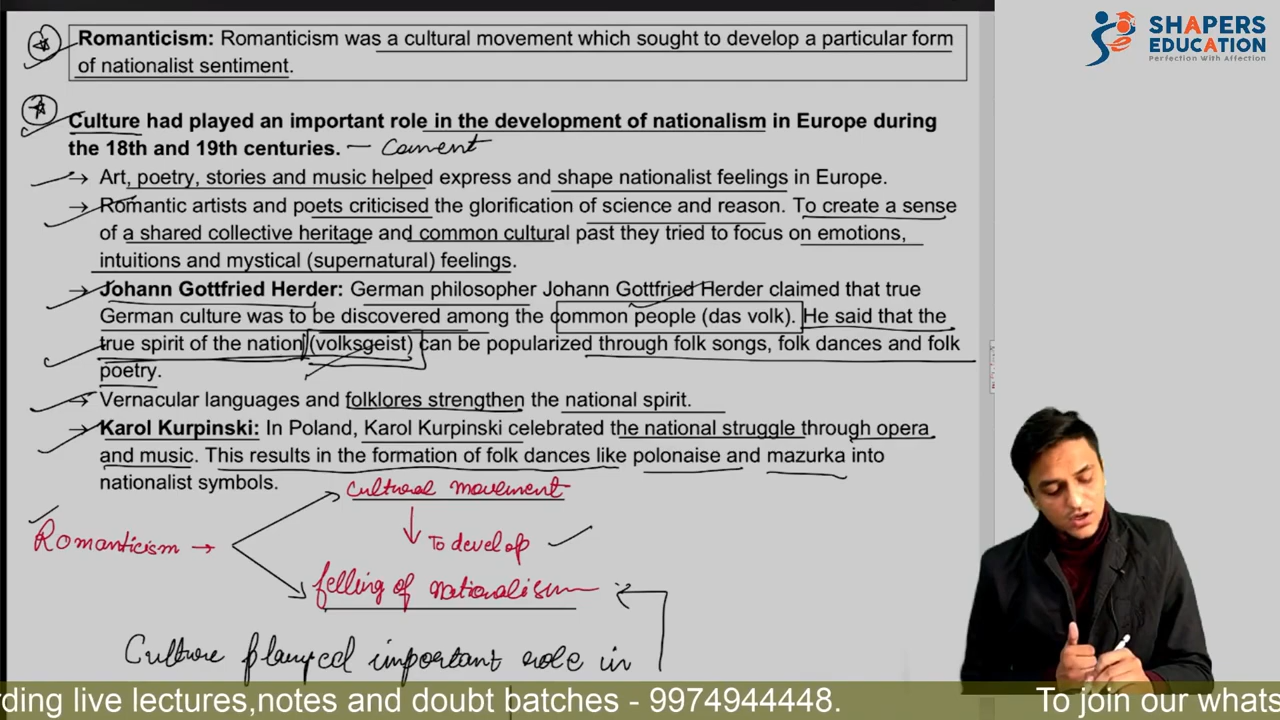 SHAPERS
EDUCATION
Perfection With Affection
Romanticism: Romanticism was a cultural movement which sought to develop a particular form
of nationalist sentiment.
Culture had played an important role in the development of nationalism in Europe during
the 18th and 19th centuries. — Cament
→ Art, poetry, stories and music helped express and shape nationalist feelings in Europe.
→ Romantic artists and poets criticised the glorification of science and reason. To create a sense
of a shared collective heritage and common cultural past they tried to focus on emotions,
intuitions and mystical (supernatural) feelings.
→ Johann Gottfried Herder: German philosopher Johann Gottfried Herder claimed that true
German culture was to be discovered among the common people (das volk). He said that the
true spirit of the nation (volksgeist) can be popularized through folk songs, folk dances and folk
poetry.
→ Vernacular languages and folklores strengthen the national spirit.
→ Karol Kurpinski: In Poland, Karol Kurpinski celebrated the national struggle through opera
and music. This results in the formation of folk dances like polonaise and mazurka into
nationalist symbols.
Cultural movement
Romanticism →
To develop
felling of nationalism
Culture played important role in
rding live lectures,notes and doubt batches - 9974944448.
To join our whats